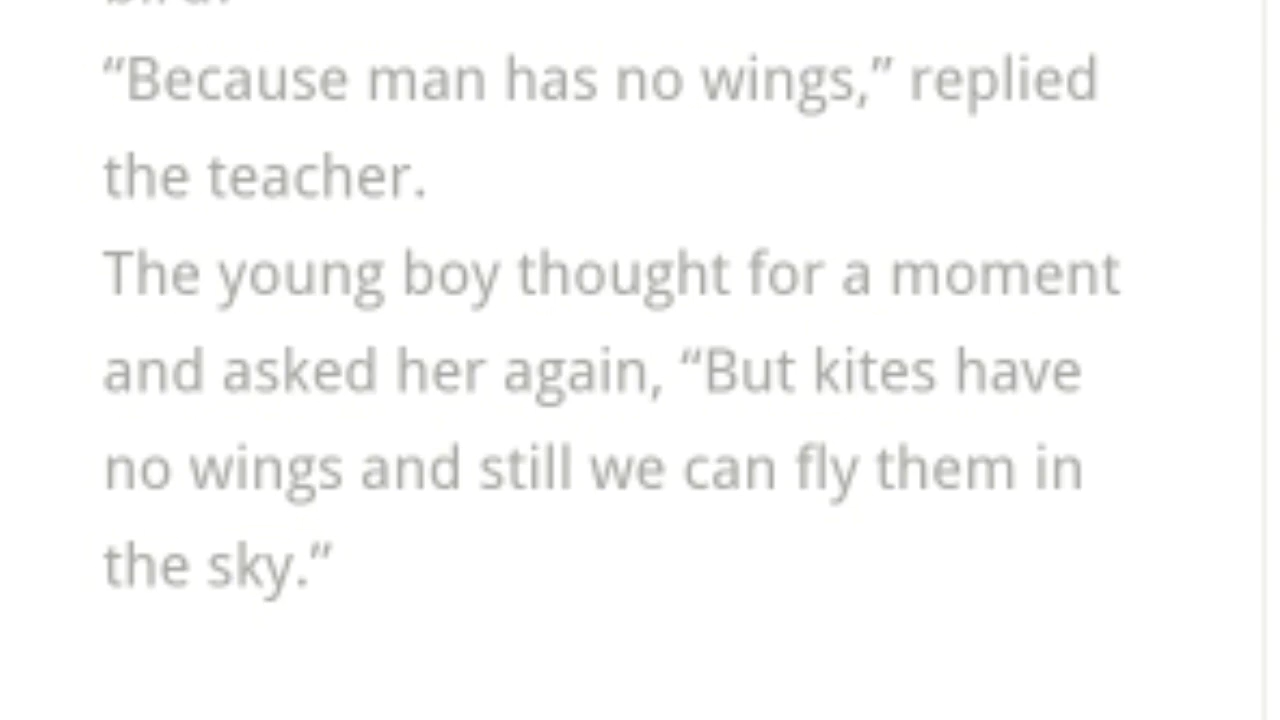 “Because man has no wings,” replied
the teacher.
The young boy thought for a moment
and asked her again, “But kites have
no wings and still we can fly them in
the sky.”